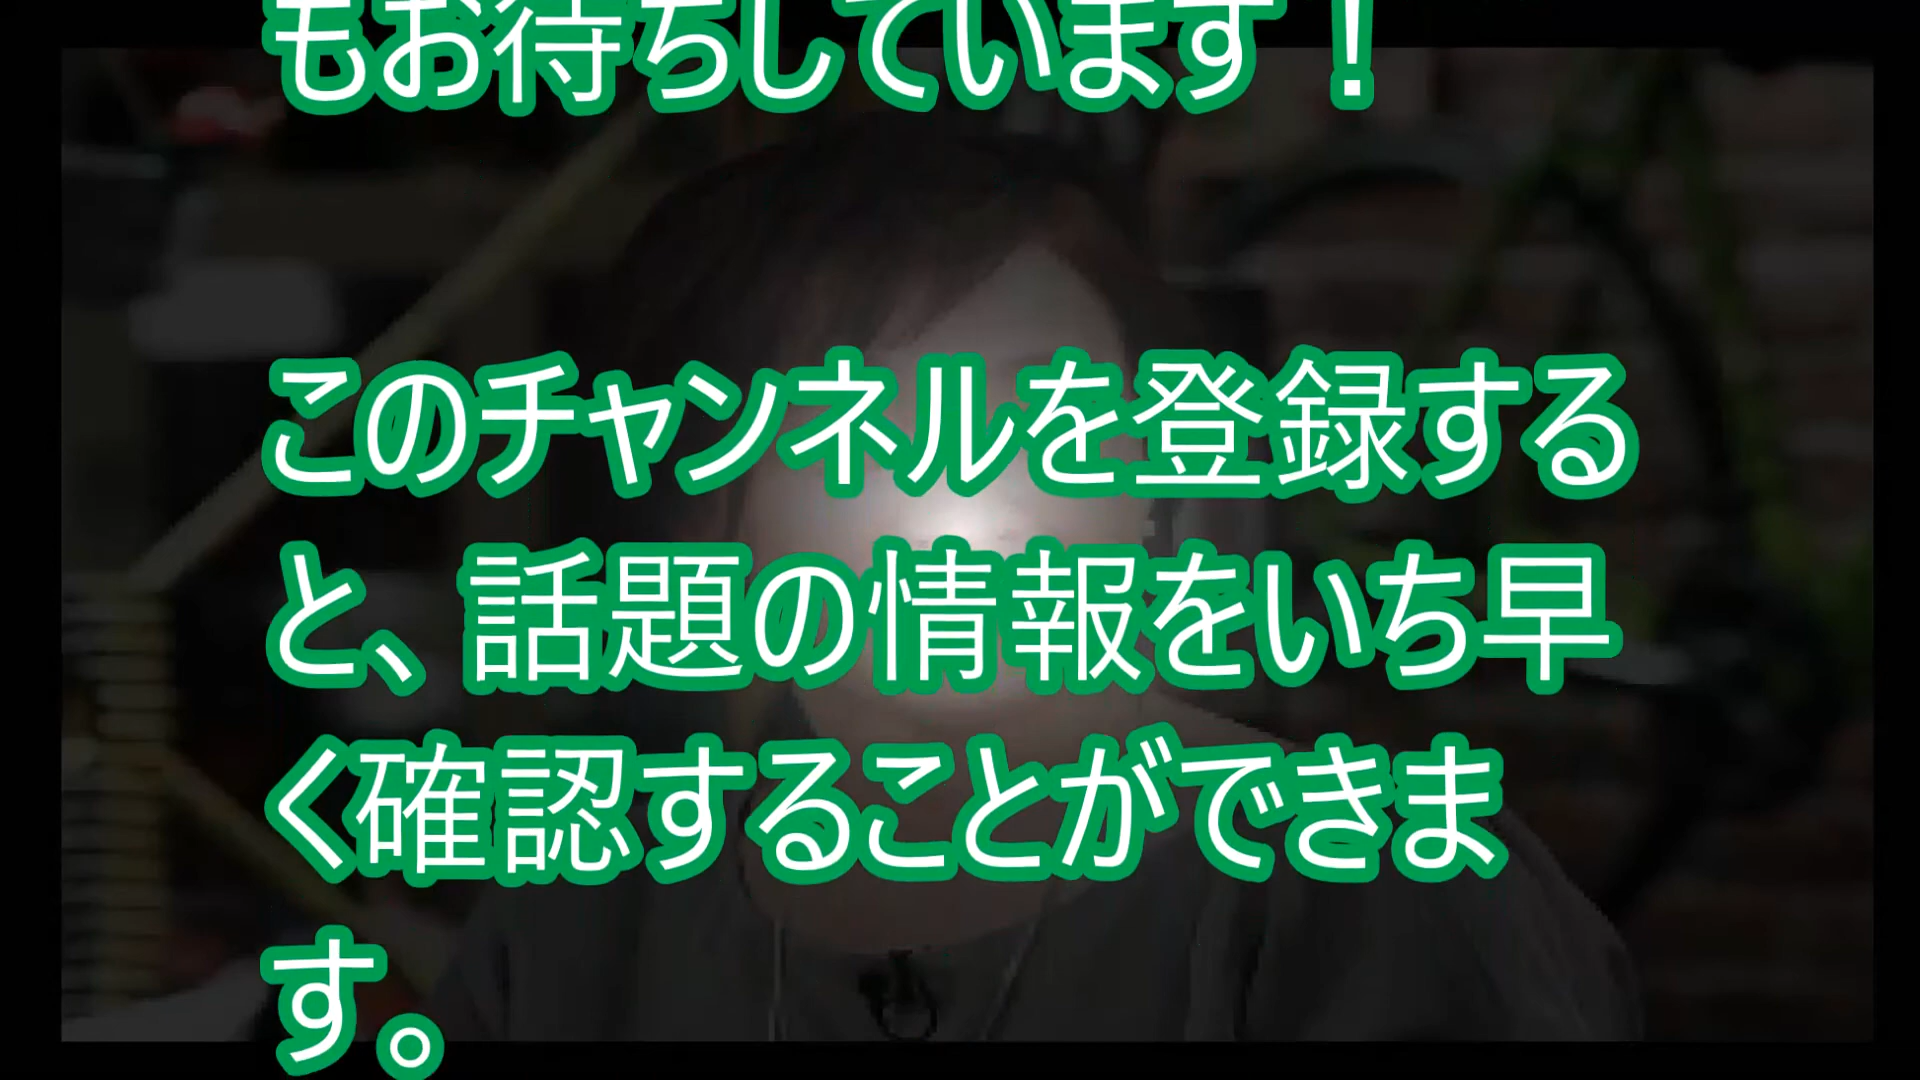 もお待ちしています！
このチャンネルを登録する
と、話題の情報をいち早
く確認することができま
す。